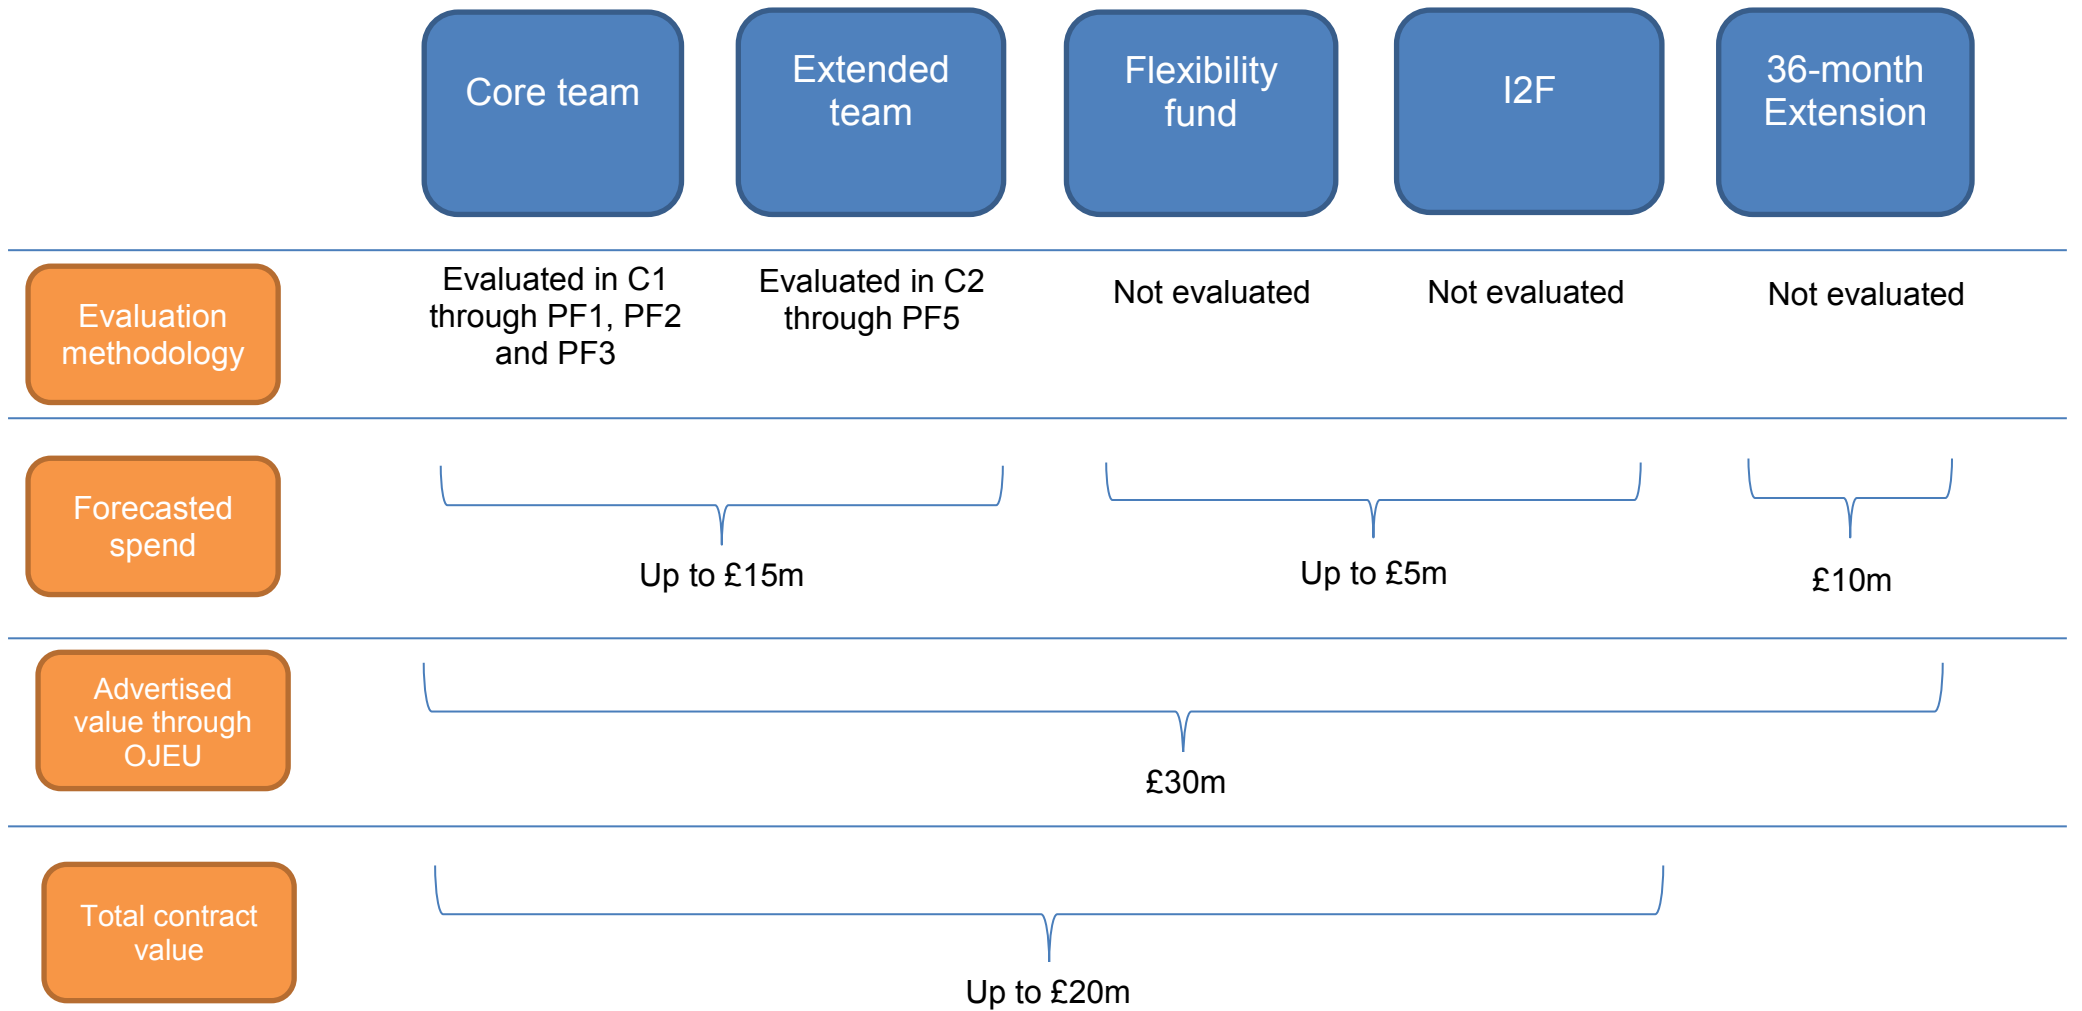 Core team
Extended
team
Flexibility
fund
I2F
36-month
Extension
Evaluation
methodology
Evaluated in C1
through PF1, PF2
and PF3
Evaluated in C2
through PF5
Not evaluated
Not evaluated
Not evaluated
Forecasted
spend
Up to £15m
Up to £5m
£10m
Advertised
value through
OJEU
£30m
Total contract
value
Up to £20m